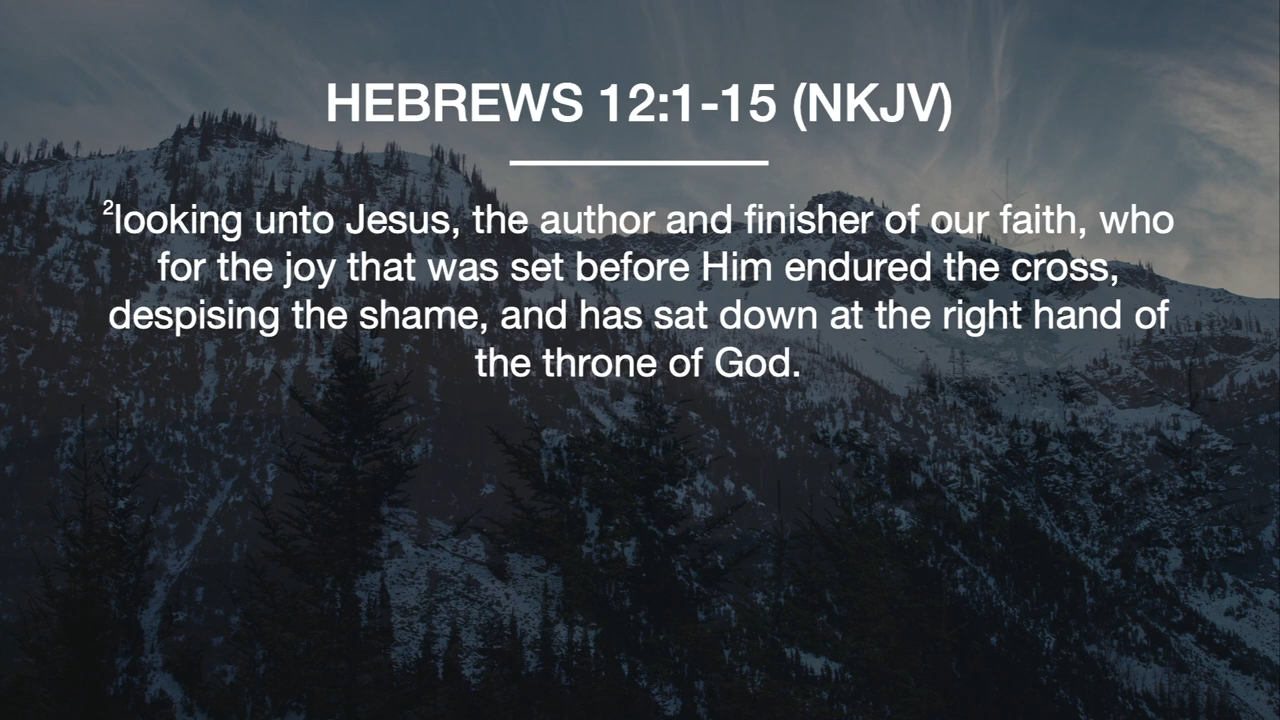 HEBREWS 12:1-15 (NKJV)
²looking unto Jesus, the author and finisher of our faith, who
for the joy that was set before Him endured the cross,
despising the shame, and has sat down at the right hand of
the throne of God.